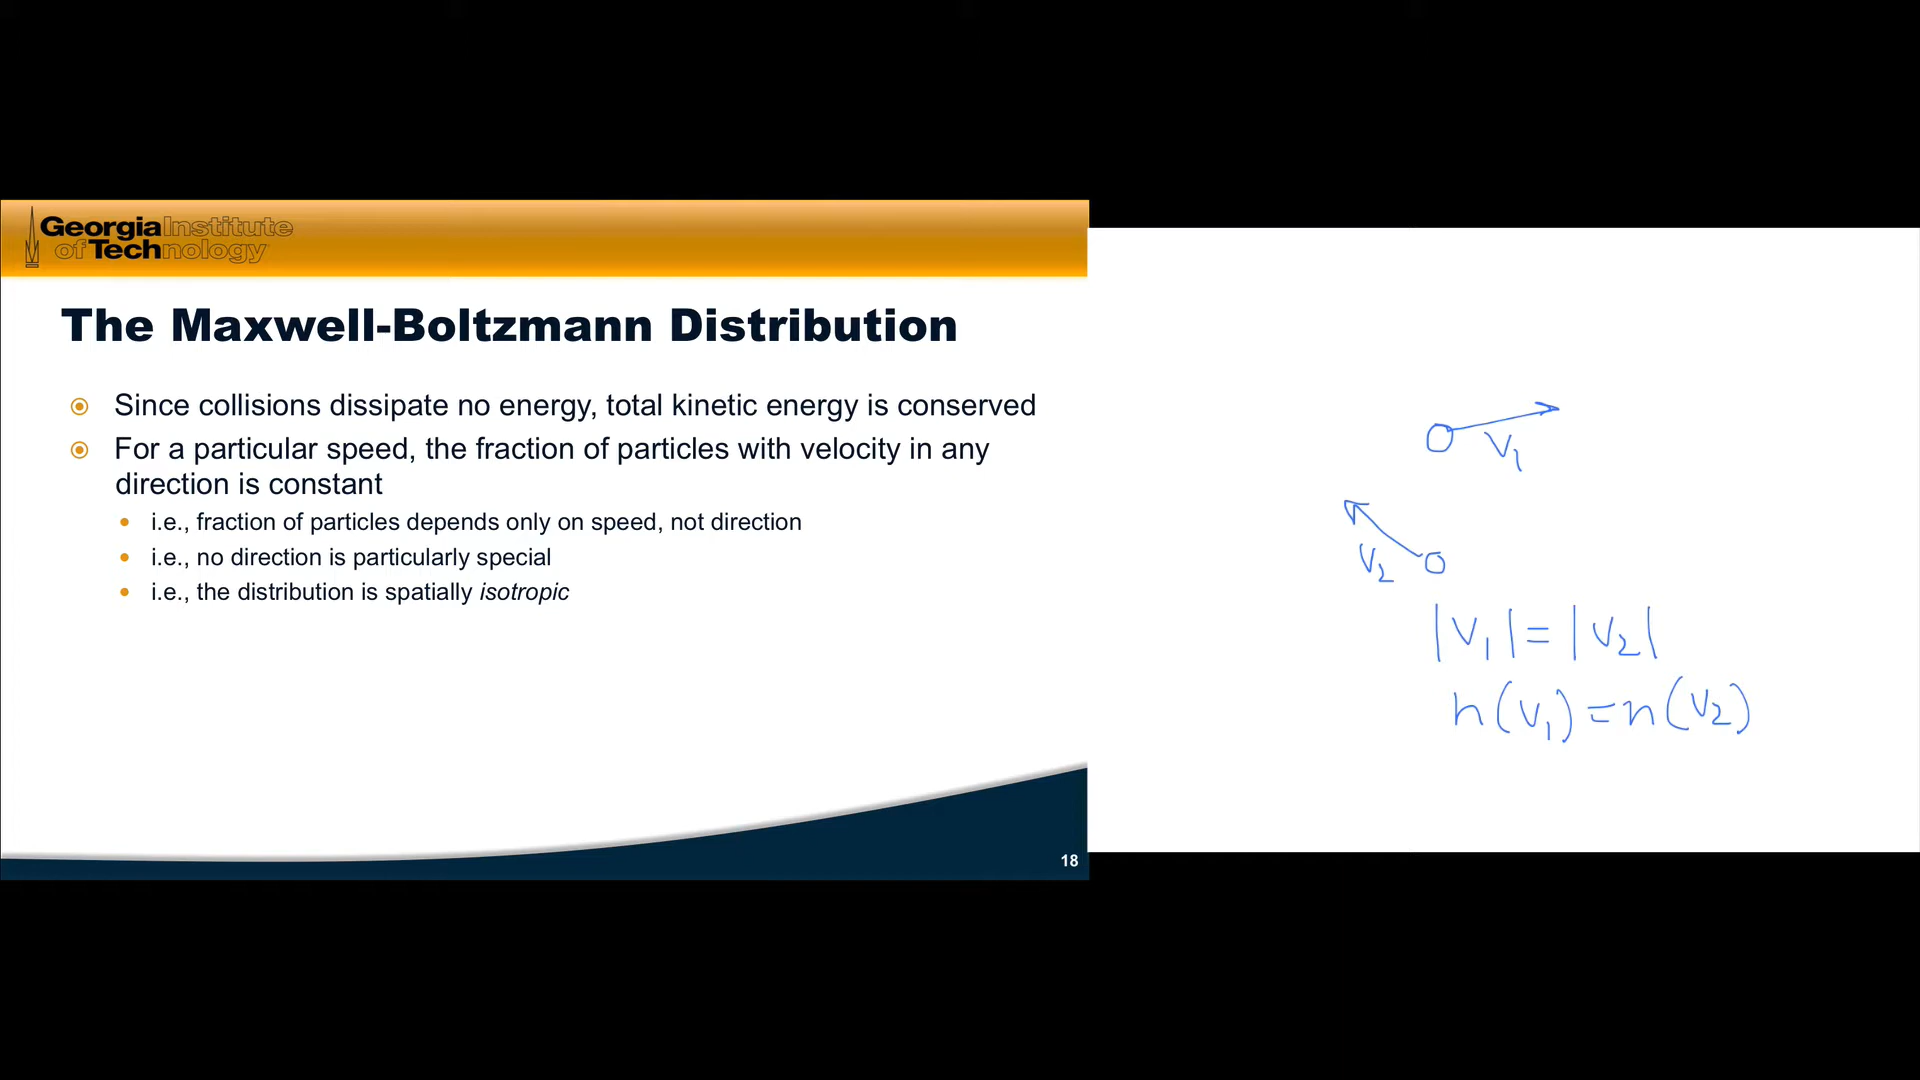 Georgia Institute
of Technology
The Maxwell-Boltzmann Distribution
Since collisions dissipate no energy, total kinetic energy is conserved
For a particular speed, the fraction of particles with velocity in any
direction is constant
i.e., fraction of particles depends only on speed, not direction
i.e., no direction is particularly special
i.e., the distribution is spatially isotropic
18
V₁
V₂
|V₁| = |V₂|
n(V₁) = n(V₂)